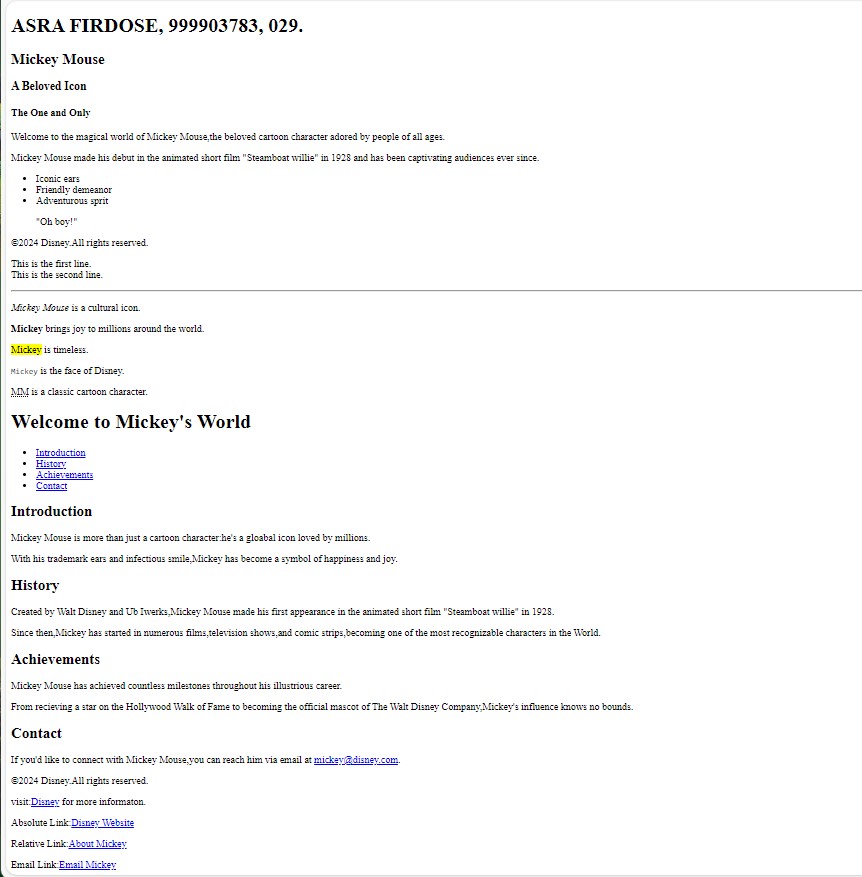 ASRA FIRDOSE, 999903783, 029.
Mickey Mouse
A Beloved Icon
The One and Only
Welcome to the magical world of Mickey Mouse,the beloved cartoon character adored by people of all ages.
Mickey Mouse made his debut in the animated short film "Steamboat willie" in 1928 and has been captivating audiences ever since.
• Iconic ears
• Friendly demeanor
• Adventurous sprit
"Oh boy!"
©2024 Disney.All rights reserved.
This is the first line.
This is the second line.
Mickey Mouse is a cultural icon.
Mickey brings joy to millions around the world.
Mickey is timeless.
Mickey is the face of Disney.
MM is a classic cartoon character.
Welcome to Mickey's World
• Introduction
• History
• Achievements
• Contact
Introduction
Mickey Mouse is more than just a cartoon character:he's a gloabal icon loved by millions.
With his trademark ears and infectious smile,Mickey has become a symbol of happiness and joy.
History
Created by Walt Disney and Ub Iwerks,Mickey Mouse made his first appearance in the animated short film "Steamboat willie" in 1928.
Since then,Mickey has started in numerous films,television shows,and comic strips,becoming one of the most recognizable characters in the World.
Achievements
Mickey Mouse has achieved countless milestones throughout his illustrious career.
From recieving a star on the Hollywood Walk of Fame to becoming the official mascot of The Walt Disney Company,Mickey's influence knows no bounds.
Contact
If you'd like to connect with Mickey Mouse,you can reach him via email at mickey@disney.com.
©2024 Disney.All rights reserved.
visit:Disney for more informaton.
Absolute Link:Disney Website
Relative Link:About Mickey
Email Link:Email Mickey